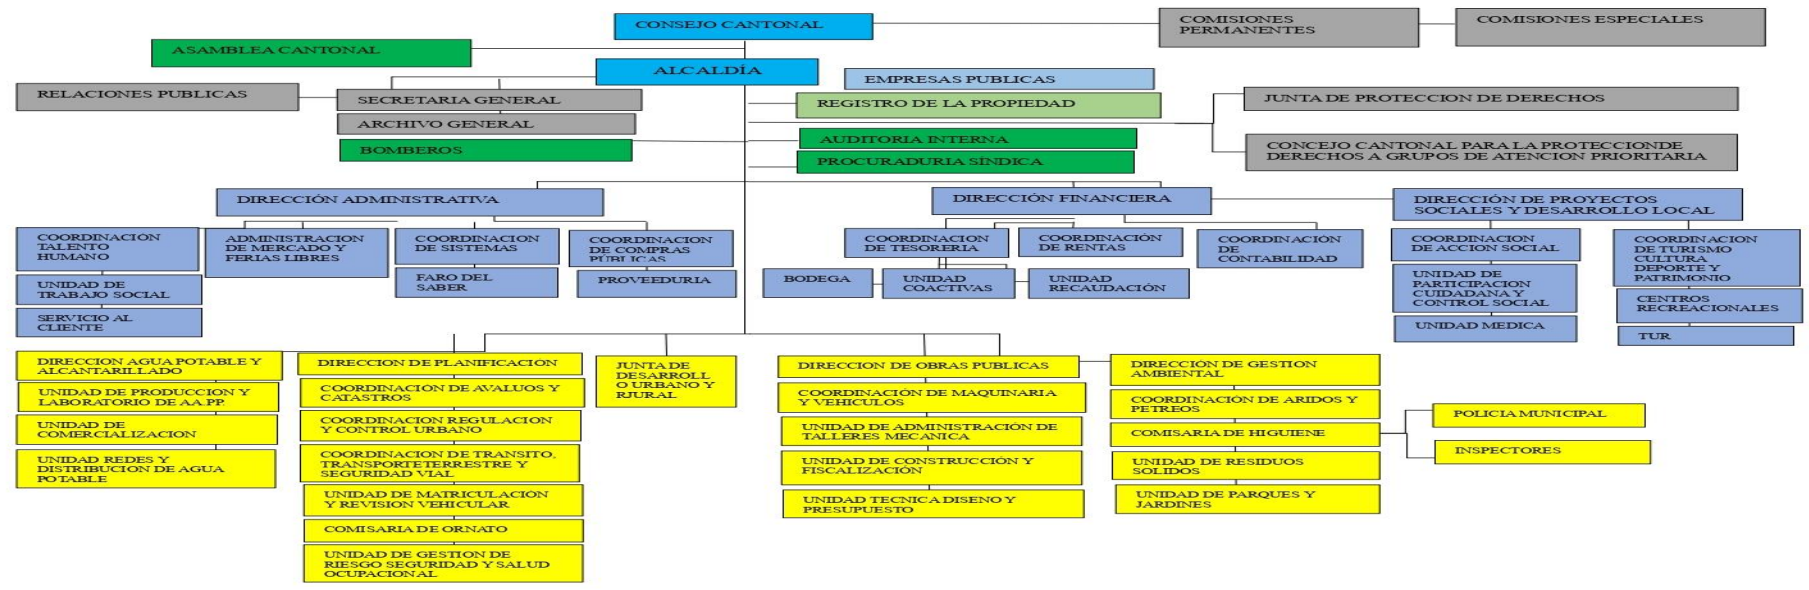 CONSEJO CANTONAL
COMISIONES
PERMANENTES
COMISIONES ESPECIALES
ASAMBLEA CANTONAL
ALCALDÍA
EMPRESAS PUBLICAS
RELACIONES PUBLICAS
SECRETARIA GENERAL
REGISTRO DE LA PROPIEDAD
JUNTA DE PROTECCION DE DERECHOS
ARCHIVO GENERAL
AUDITORIA INTERNA
BOMBEROS
PROCURADURIA SÍNDICA
CONCEJO CANTONAL PARA LA PROTECCIONDE
DERECHOS A GRUPOS DE ATENCION PRIORITARIA
DIRECCIÓN ADMINISTRATIVA
DIRECCIÓN FINANCIERA
DIRECCIÓN DE PROYECTOS
SOCIALES Y DESARROLLO LOCAL
COORDINACIÓN
TALENTO
HUMANO
ADMINISTRACION
DE MERCADO Y
FERIAS LIBRES
COORDINACION
DE SISTEMAS
COORDINACION
DE COMPRAS
PÚBLICAS
COORDINACION
DE TESORERIA
COORDINACIÓN
DE RENTAS
COORDINACIÓN
DE
CONTABILIDAD
COORDINACION
DE ACCION SOCIAL
COORDINACION
DE TURISMO
CULTURA
DEPORTE Y
PATRIMONIO
UNIDAD DE
TRABAJO SOCIAL
FARO DEL
SABER
PROVEEDURIA
BODEGA
UNIDAD
COACTIVAS
UNIDAD
RECAUDACIÓN
UNIDAD DE
PARTICIPACION
CUIDADANA Y
CONTROL SOCIAL
CENTROS
RECREACIONALES
SERVICIO AL
CLIENTE
UNIDAD MEDICA
TUR
DIRECCION AGUA POTABLE Y
ALCANTARILLADO
DIRECCION DE PLANIFICACIÓN
JUNTA DE
DESARROLL
O URBANO Y
RJURAL
DIRECCION DE OBRAS PUBLICAS
DIRECCIÓN DE GESTION
AMBIENTAL
UNIDAD DE PRODUCCION Y
LABORATORIO DE AA.PP.
COORDINACIÓN DE AVALUOS Y
CATASTROS
COORDINACIÓN DE MAQUINARIA
Y VEHICULOS
COORDINACIÓN DE ARIDOS Y
PETREOS
POLICIA MUNICIPAL
UNIDAD DE
COMERCIALIZACION
COORDINACION REGULACION
Y CONTROL URBANO
UNIDAD DE ADMINISTRACIÓN DE
TALLERES MECANICA
COMISARIA DE HIGUIENE
INSPECTORES
UNIDAD REDES Y
DISTRIBUCION DE AGUA
POTABLE
COORDINACION DE TRANSITO,
TRANSPORTETERRESTRE Y
SEGURIDAD VIAL
UNIDAD DE CONSTRUCCIÓN Y
FISCALIZACIÓN
UNIDAD DE RESIDUOS
SOLIDOS
UNIDAD DE MATRICULACIÓN
Y REVISION VEHICULAR
UNIDAD TECNICA DISENO Y
PRESUPUESTO
UNIDAD DE PARQUES Y
JARDINES
COMISARIA DE ORNATO
UNIDAD DE GESTION DE
RIESGO SEGURIDAD Y SALUD
OCUPACIONAL